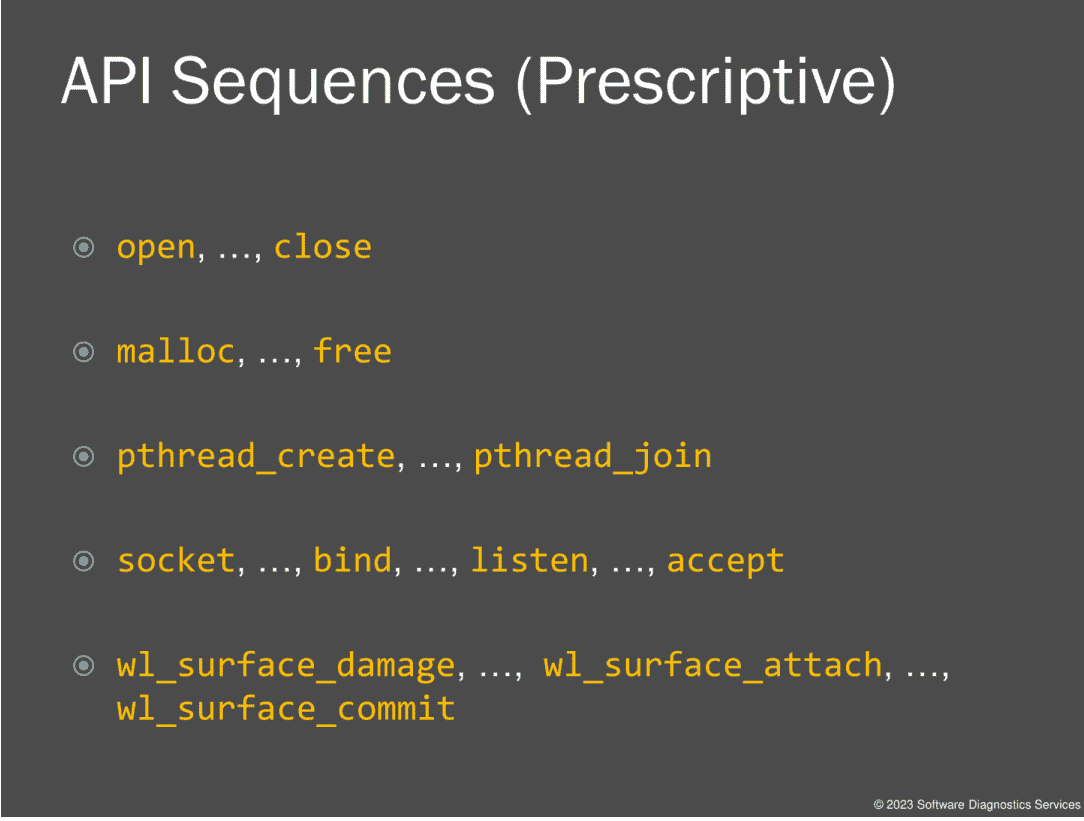 API Sequences (Prescriptive)
open, …, close
malloc, …, free
pthread_create, …, pthread_join
socket, …, bind, …, listen, …, accept
wl_surface_damage, …, wl_surface_attach, …,
wl_surface_commit
© 2023 Software Diagnostics Services